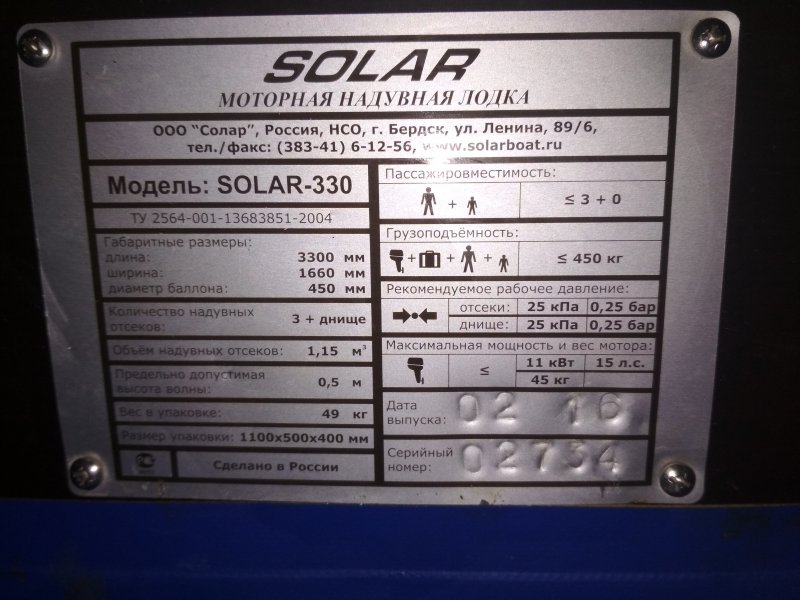 SOLAR
МОТОРНАЯ НАДУВНАЯ ЛОДКА
ООО "Солар", Россия, НСО, г. Бердск, ул. Ленина, 89/6,
тел./факс: (383-41) 6-12-56, www.solarboat.ru
Модель: SOLAR-330
ТУ 2564-001-13683851-2004
Габаритные размеры:
длина: 3300 мм
ширина: 1660 мм
диаметр баллона: 450 мм
Количество надувных
отсеков: 3 + днище
Объём надувных отсеков: 1,15 м³
Предельно допустимая
высота волны: 0,5 м
Вес в упаковке: 49 кг
Размер упаковки: 1100х500х400 мм
Сделано в России
Пассажировместимость:
+ ≤ 3 + 0
Грузоподъёмность:
+ + + ≤ 450 кг
Рекомендуемое рабочее давление:
отсеки: 25 кПа 0,25 бар
днище: 25 кПа 0,25 бар
Максимальная мощность и вес мотора:
≤ 11 кВт 15 л.с.
45 кг
Дата
выпуска: 02 16
Серийный
номер: 02734